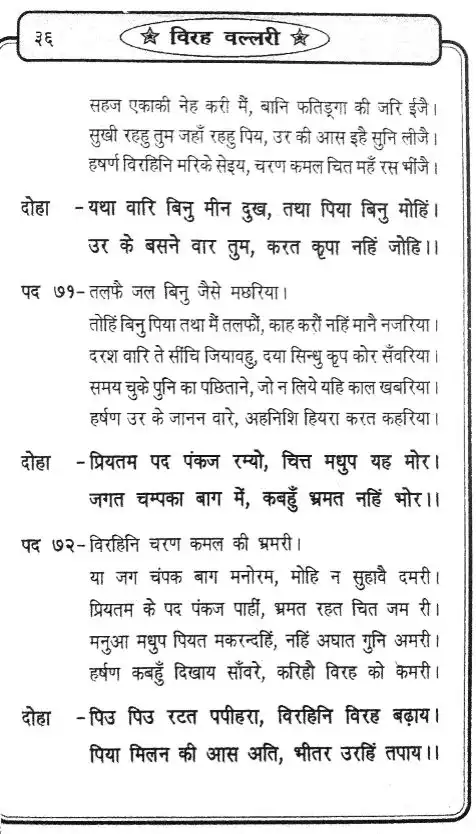 ३६
विरह वल्लरी
सहज एकाकी नेह करी मैं, बानि फतिङ्गा की जरि ईजै।
सुखी रहहु तुम जहाँ रहहु पिय, उर की आस इहै सुनि लीजै।
हषर्ण विरहिनि मरिके सेइय, चरण कमल चित महँ रस भींजै।
दोहा -यथा वारि बिनु मीन दुख, तथा पिया बिनु मोहिं।
उर के बसने वार तुम, करत कृपा नहिं जोहि।।
पद ७१-तलफै जल बिनु जैसे मछरिया।
तोहिं बिनु पिया तथा मैं तलफौं, काह करौं नहिं मानै नजरिया।
दरश वारि ते सींचि जियावहु, दया सिन्धु कृप कोर सँवरिया।
समय चुके पुनि का पछिताने, जो न लिये यहि काल खबरिया।
हर्षण उर के जानन वारे, अहनिशि हियरा करत कहरिया।
दोहा -प्रियतम पद पंकज रम्यो, चित्त मधुप यह मोर।
जगत चम्पका बाग में, कबहुँ भ्रमत नहिं भोर।।
पद ७२-विरहिनि चरण कमल की भ्रमरी।
या जग चंपक बाग मनोरम, मोहि न सुहावै दमरी।
प्रियतम के पद पंकज पाहीं, भ्रमत रहत चित जम री।
मनुआ मधुप पियत मकरन्दहिं, नहिं अघात गुनि अमरी।
हर्षण कबहुँ दिखाय साँवरे, करिहौ विरह को कमरी।
दोहा -पिउ पिउ रटत पपीहरा, विरहिनि विरह बढ़ाय।
पिया मिलन की आस अति, भीतर उरहिं तपाय।।